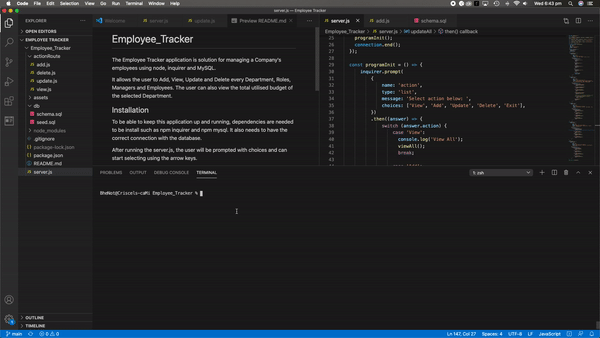 Code File Edit Selection View Go Run Terminal Window Help
Wed 6:43 pm
server.js — Employee Tracker
EXPLORER
OPEN EDITORS
EMPLOYEE TRACKER
Employee_Tracker
actionRoute
add.js
delete.js
update.js
view.js
assets
db
schema.sql
seed.sql
node_modules
.gitignore
package-lock.json
package.json
README.md
server.js
OUTLINE
TIMELINE
Welcome
server.js
update.js
Preview README.md
Employee_Tracker
The Employee Tracker application is solution for managing a Company's
employees using node, inquirer and MySQL.
It allows the user to Add, View, Update and Delete every Department, Roles,
Managers and Employees. The user can also view the total utilised budget of
the selected Department.
Installation
To be able to keep this application up and running, dependencies are needed
to be install such as npm inquirer and npm mysql. It also needs to have the
correct connection with the database.
After running the server.js, the user will be prompted with choices and can
start selecting using the arrow keys.
server.js
add.js
schema.sql
Employee_Tracker > server.js > updateAll > then() callback
25 programInit();
26 connection.end();
27 });
28
29 const programInit = () => {
30 inquirer.prompt(
31 {
32 name: "action",
33 type: "list",
34 message: "Select action below: ",
35 choices: ["View", "Add", "Update", "Delete", "Exit"],
36 })
37 .then((answer) => {
38 switch (answer.action) {
39 case "View":
40 console.log("View All");
41 viewAll();
42 break;
43
PROBLEMS OUTPUT DEBUG CONSOLE TERMINAL
1: zsh
BheNot@Criscels-caMi Employee_Tracker %
main
0 0
Ln 147, Col 27 Spaces: 4 UTF-8 LF JavaScript